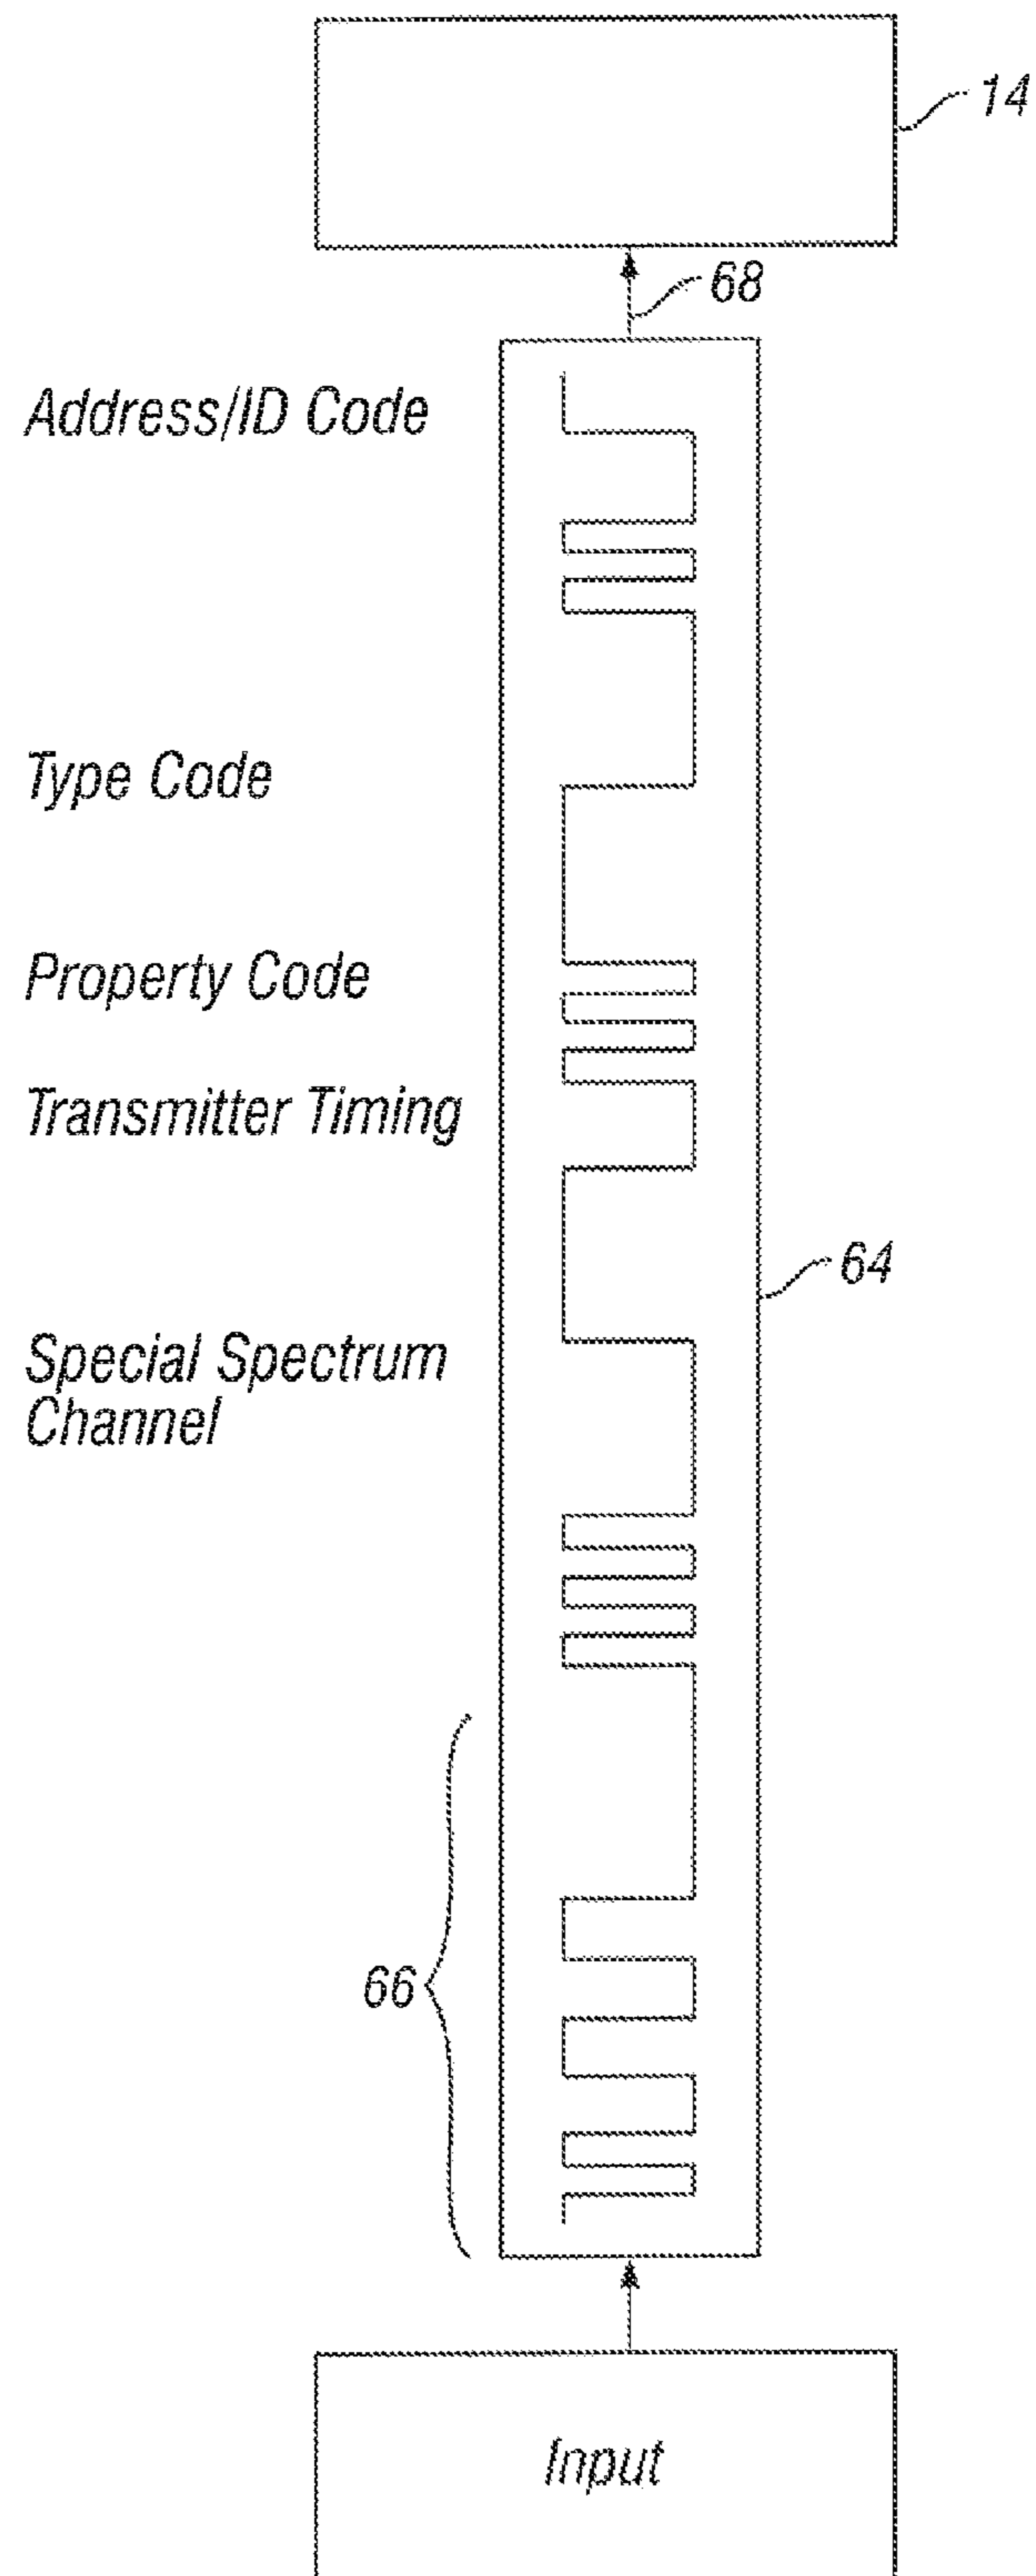 14
68
Address/ID Code
Type Code
Property Code
Transmitter Timing
64
Special Spectrum
Channel
66
Input